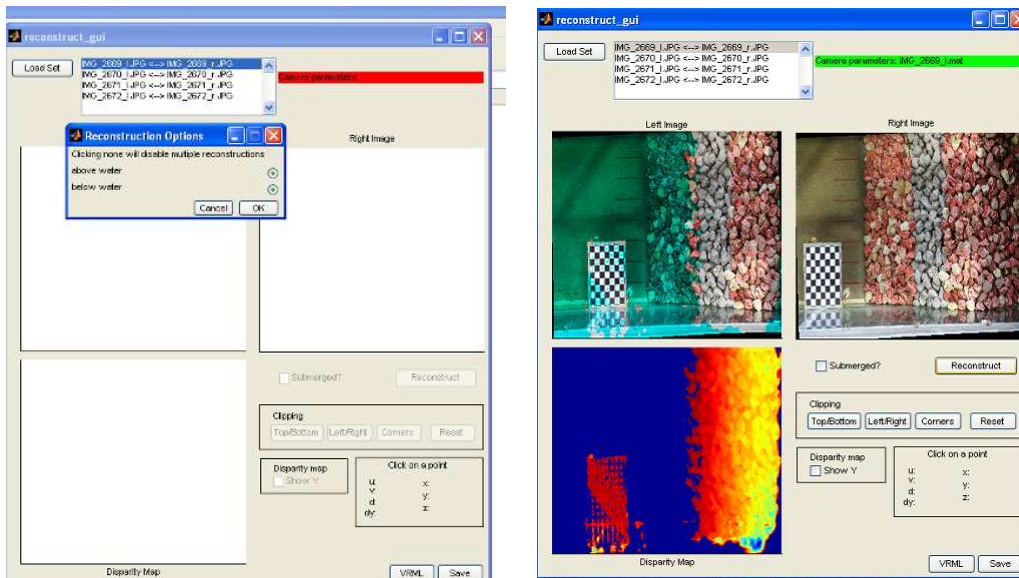 reconstruct_gui
Load Set
IMG_2669_l.JPG <--> IMG_2669_r.JPG
IMG_2670_l.JPG <--> IMG_2670_r.JPG
IMG_2671_l.JPG <--> IMG_2671_r.JPG
IMG_2672_l.JPG <--> IMG_2672_r.JPG
Camera parameters:
Reconstruction Options
Clicking none will disable multiple reconstructions
above water
below water
Cancel
OK
Right Image
Submerged?
Reconstruct
Clipping
Top/Bottom
Left/Right
Corners
Reset
Disparity map
Show Y
Click on a point
u:
v:
d:
dy:
x:
y:
z:
Disparity Map
VRML
Save
reconstruct_gui
Load Set
IMG_2669_l.JPG <--> IMG_2669_r.JPG
IMG_2670_l.JPG <--> IMG_2670_r.JPG
IMG_2671_l.JPG <--> IMG_2671_r.JPG
IMG_2672_l.JPG <--> IMG_2672_r.JPG
Camera parameters: IMG_2669_l.mat
Left Image
Right Image
Submerged?
Reconstruct
Clipping
Top/Bottom
Left/Right
Corners
Reset
Disparity map
Show Y
Click on a point
u:
v:
d:
dy:
x:
y:
z:
Disparity Map
VRML
Save